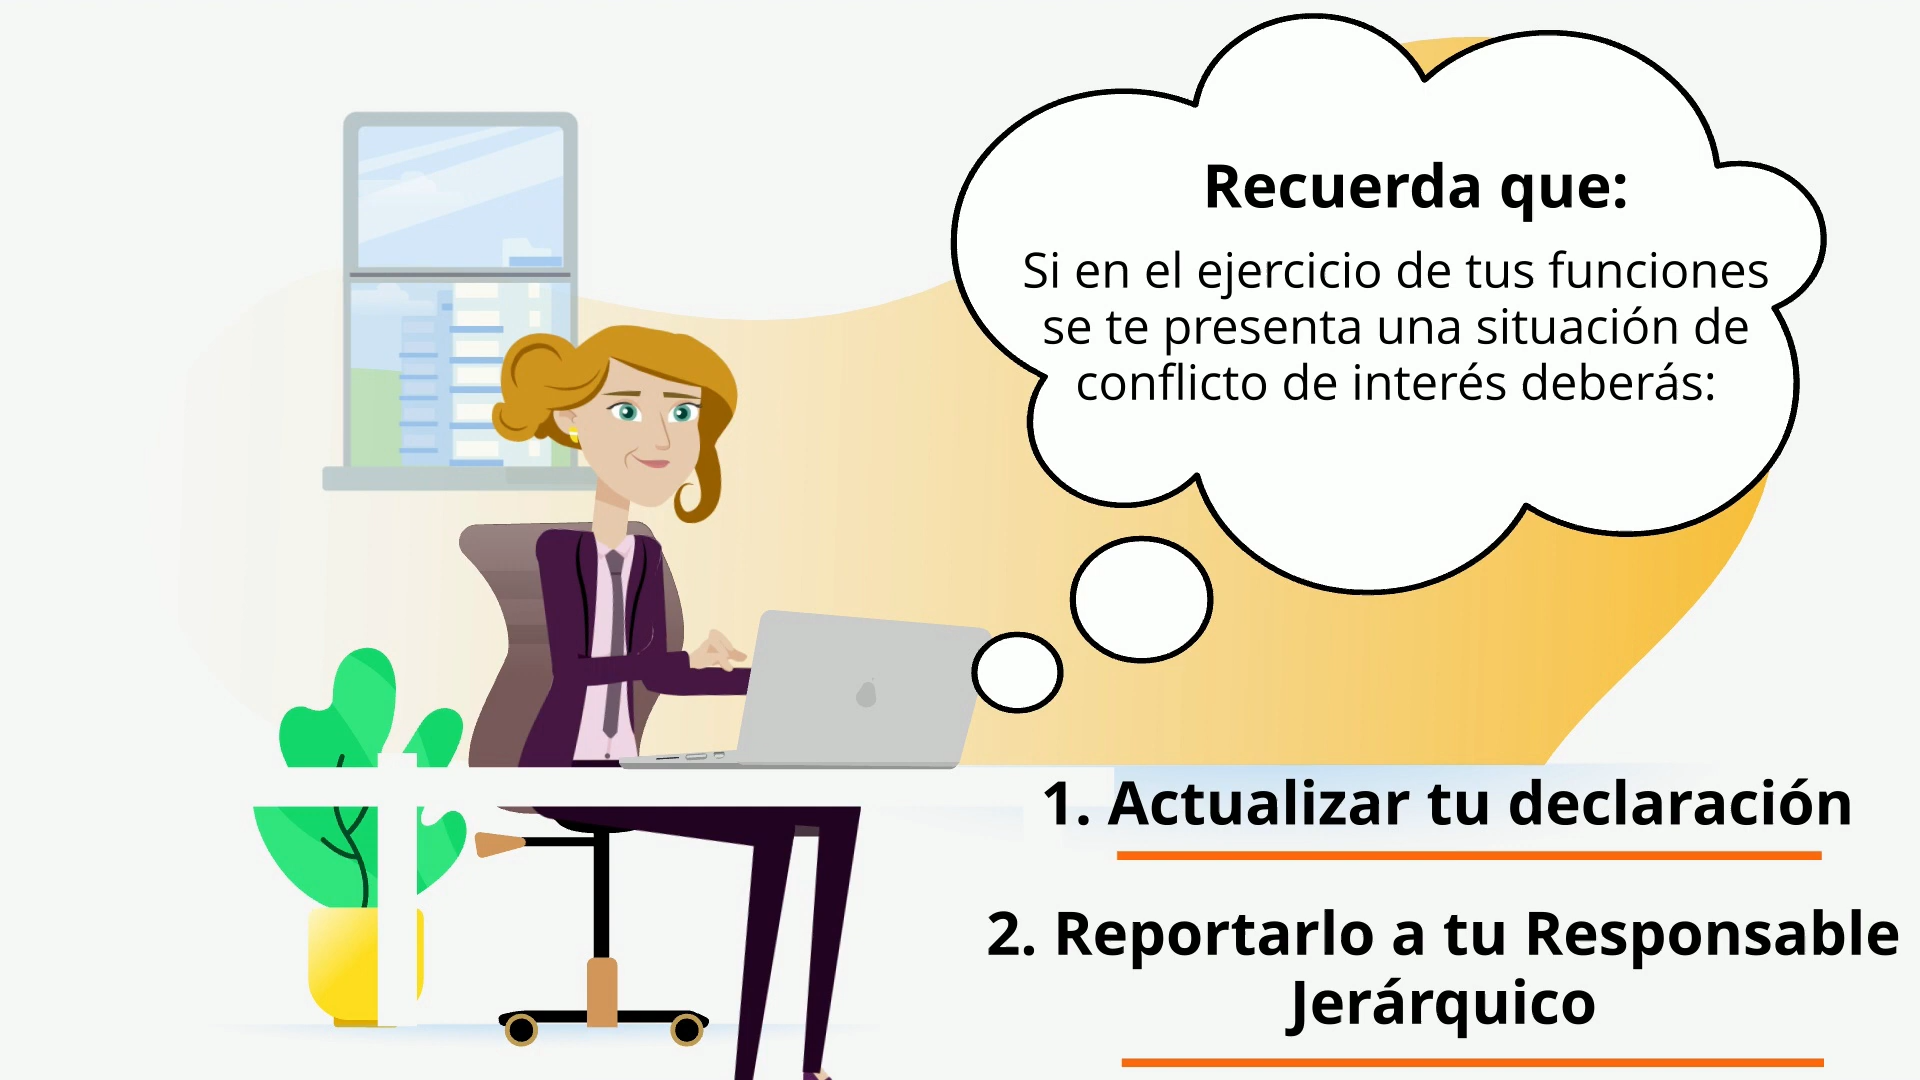 Recuerda que:
Si en el ejercicio de tus funciones
se te presenta una situación de
conflicto de interés deberás:
1. Actualizar tu declaración
2. Reportarlo a tu Responsable
Jerárquico